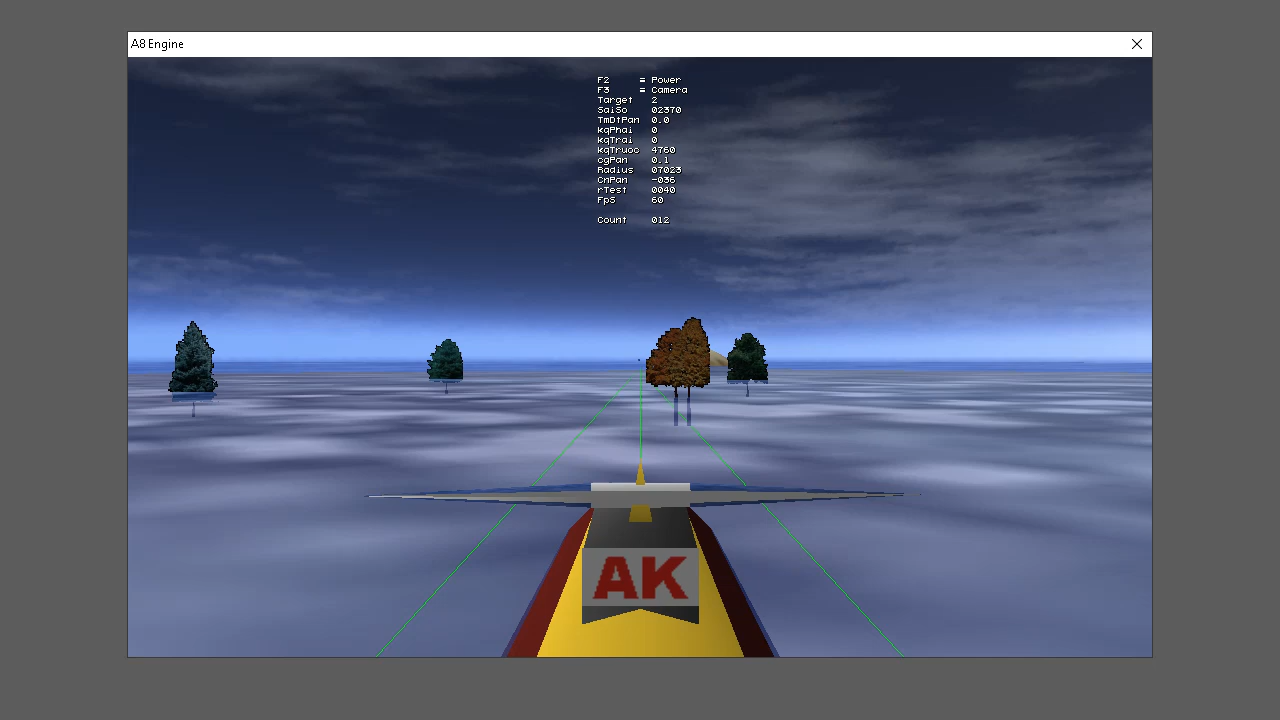 A8 Engine
F2 = Power
F3 = Camera
Target 2
SaiSo 02370
TmDtPan 0.0
kqPhai 0
kqTrai 0
kqTruoc 4760
cgPan 0.1
Radius 07023
CnPan -036
rTest 0040
FpS 60
Count 012
AK